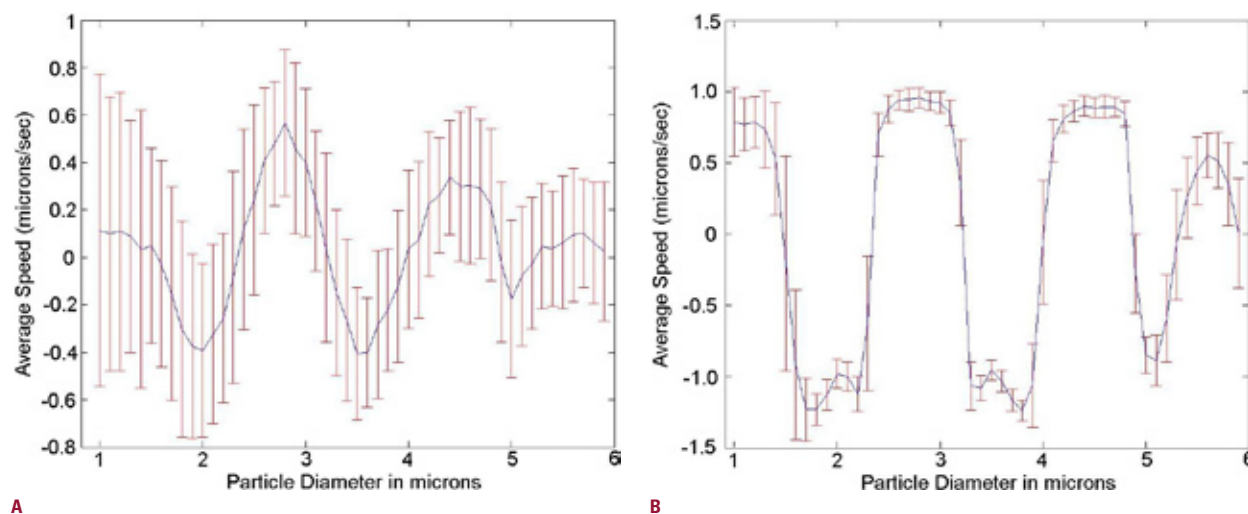 1
0.8
0.6
0.4
0.2
0
-0.2
-0.4
-0.6
-0.8
Average Speed (microns/sec)
1 2 3 4 5 6
Particle Diameter in microns
A
1.5
1.0
0.5
0
-0.5
-1.0
-1.5
Average Speed (microns/sec)
1 2 3 4 5 6
Particle Diameter in microns
B